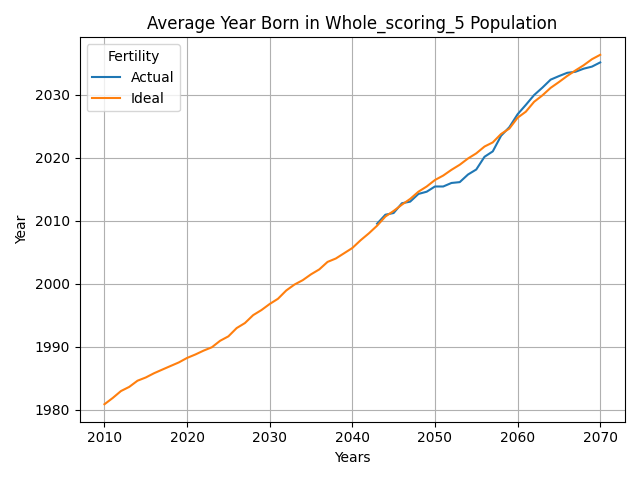 Average Year Born in Whole_scoring_5 Population
Fertility
Actual
Ideal
Year
2030
2020
2010
2000
1990
1980
2010 2020 2030 2040 2050 2060 2070
Years